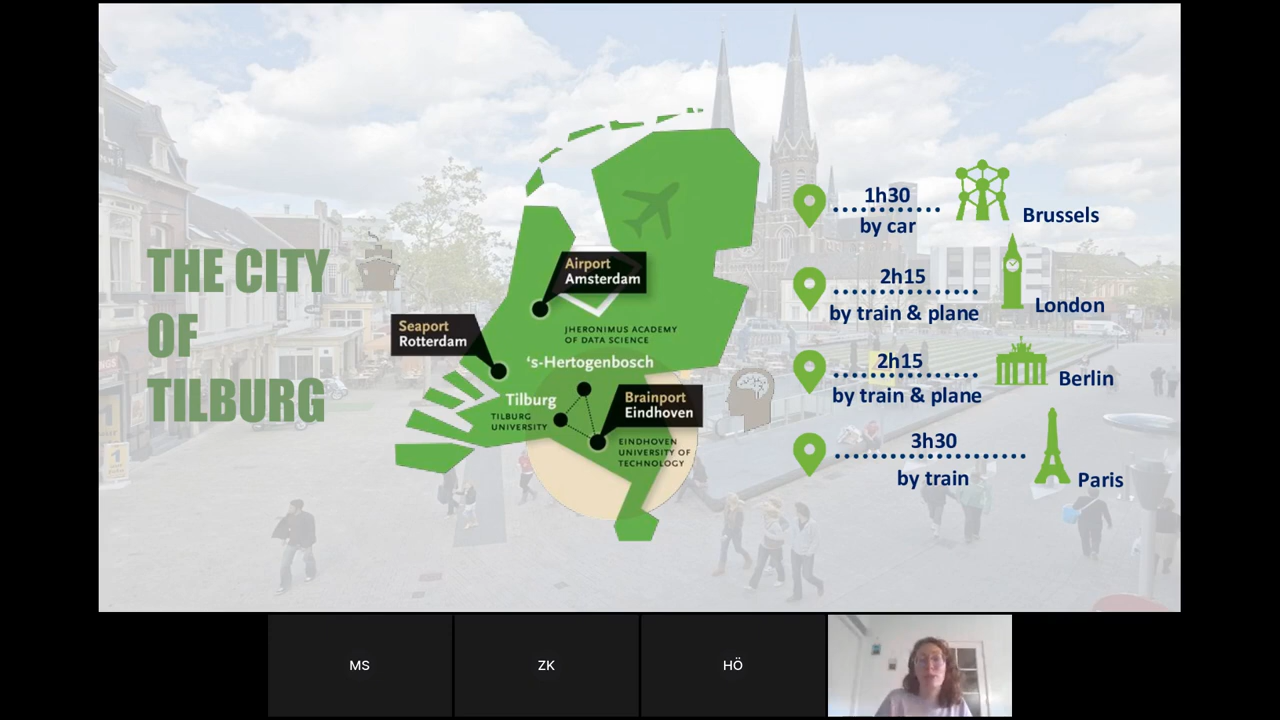 THE CITY
OF
TILBURG
Airport
Amsterdam
JHERONIMUS ACADEMY
OF DATA SCIENCE
Seaport
Rotterdam
‘s-Hertogenbosch
Tilburg
TILBURG
UNIVERSITY
Brainport
Eindhoven
EINDHOVEN
UNIVERSITY OF
TECHNOLOGY
1h30
by car
Brussels
2h15
by train & plane
London
2h15
by train & plane
Berlin
3h30
by train
Paris
1
MS
ZK
HÖ